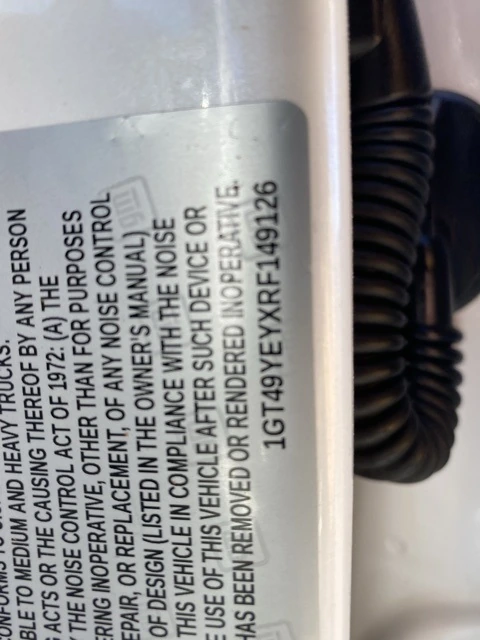 CONFORMS TO
ABLE TO MEDIUM AND HEAVY TRUCKS.
ACTS OR THE CAUSING THEREOF BY ANY PERSON
THE NOISE CONTROL ACT OF 1972: (A) THE
ERING INOPERATIVE, OTHER THAN FOR PURPOSES
EPAIR, OR REPLACEMENT, OF ANY NOISE CONTROL
OF DESIGN (LISTED IN THE OWNER'S MANUAL)
THIS VEHICLE IN COMPLIANCE WITH THE NOISE
E USE OF THIS VEHICLE AFTER SUCH DEVICE OR
HAS BEEN REMOVED OR RENDERED INOPERATIVE.
1GT49YEYXRF149126
gm